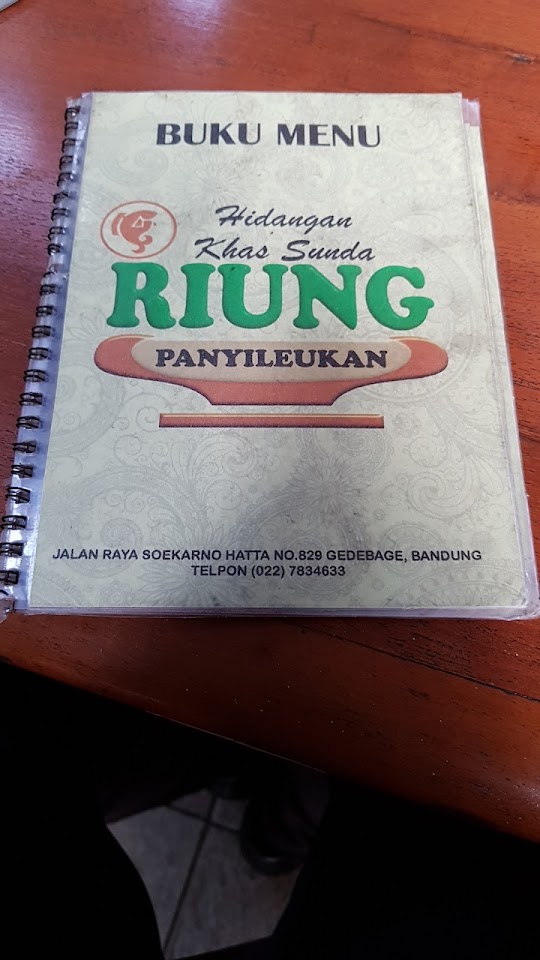 BUKU MENU
Hidangan
Khas Sunda
RIUNG
PANYILEUKAN
JALAN RAYA SOEKARNO HATTA NO.829 GEDEBAGE, BANDUNG
TELPON (022) 7834633